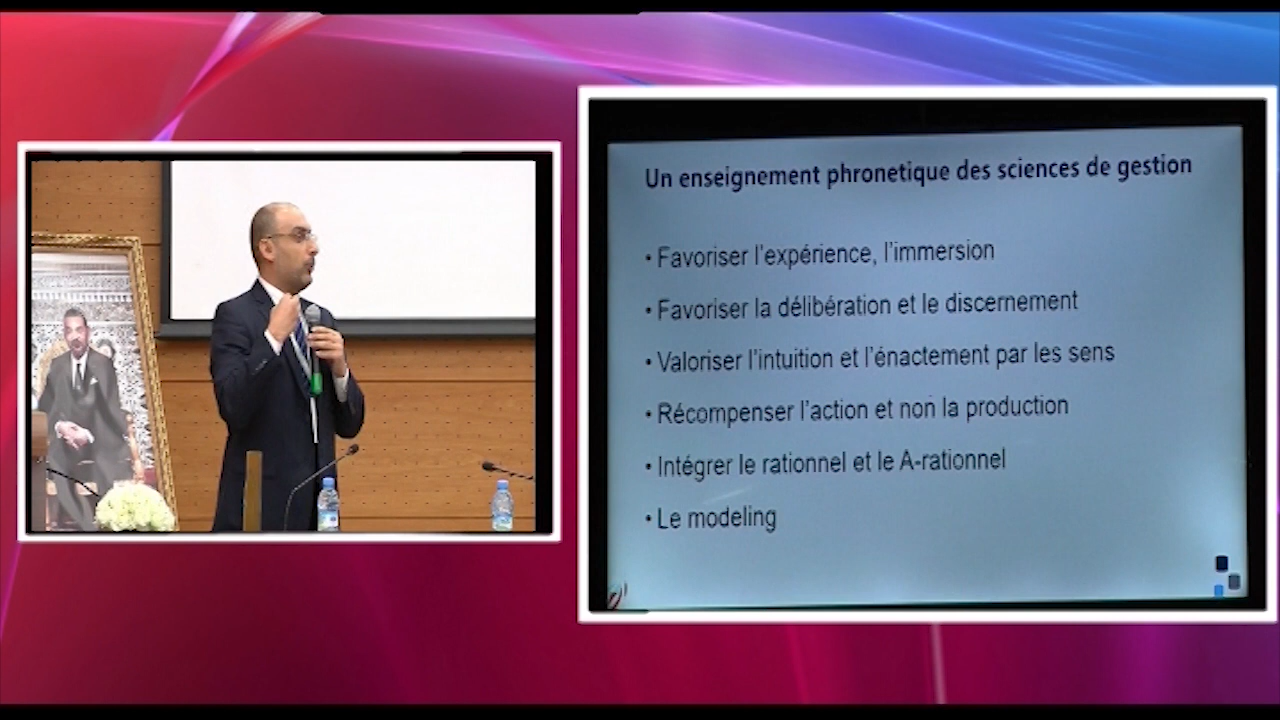 Un enseignement phronetique des sciences de gestion
• Favoriser l'expérience, l'immersion
• Favoriser la délibération et le discernement
• Valoriser l'intuition et l'énactement par les sens
• Récompenser l'action et non la production
• Intégrer le rationnel et le A-rationnel
• Le modeling